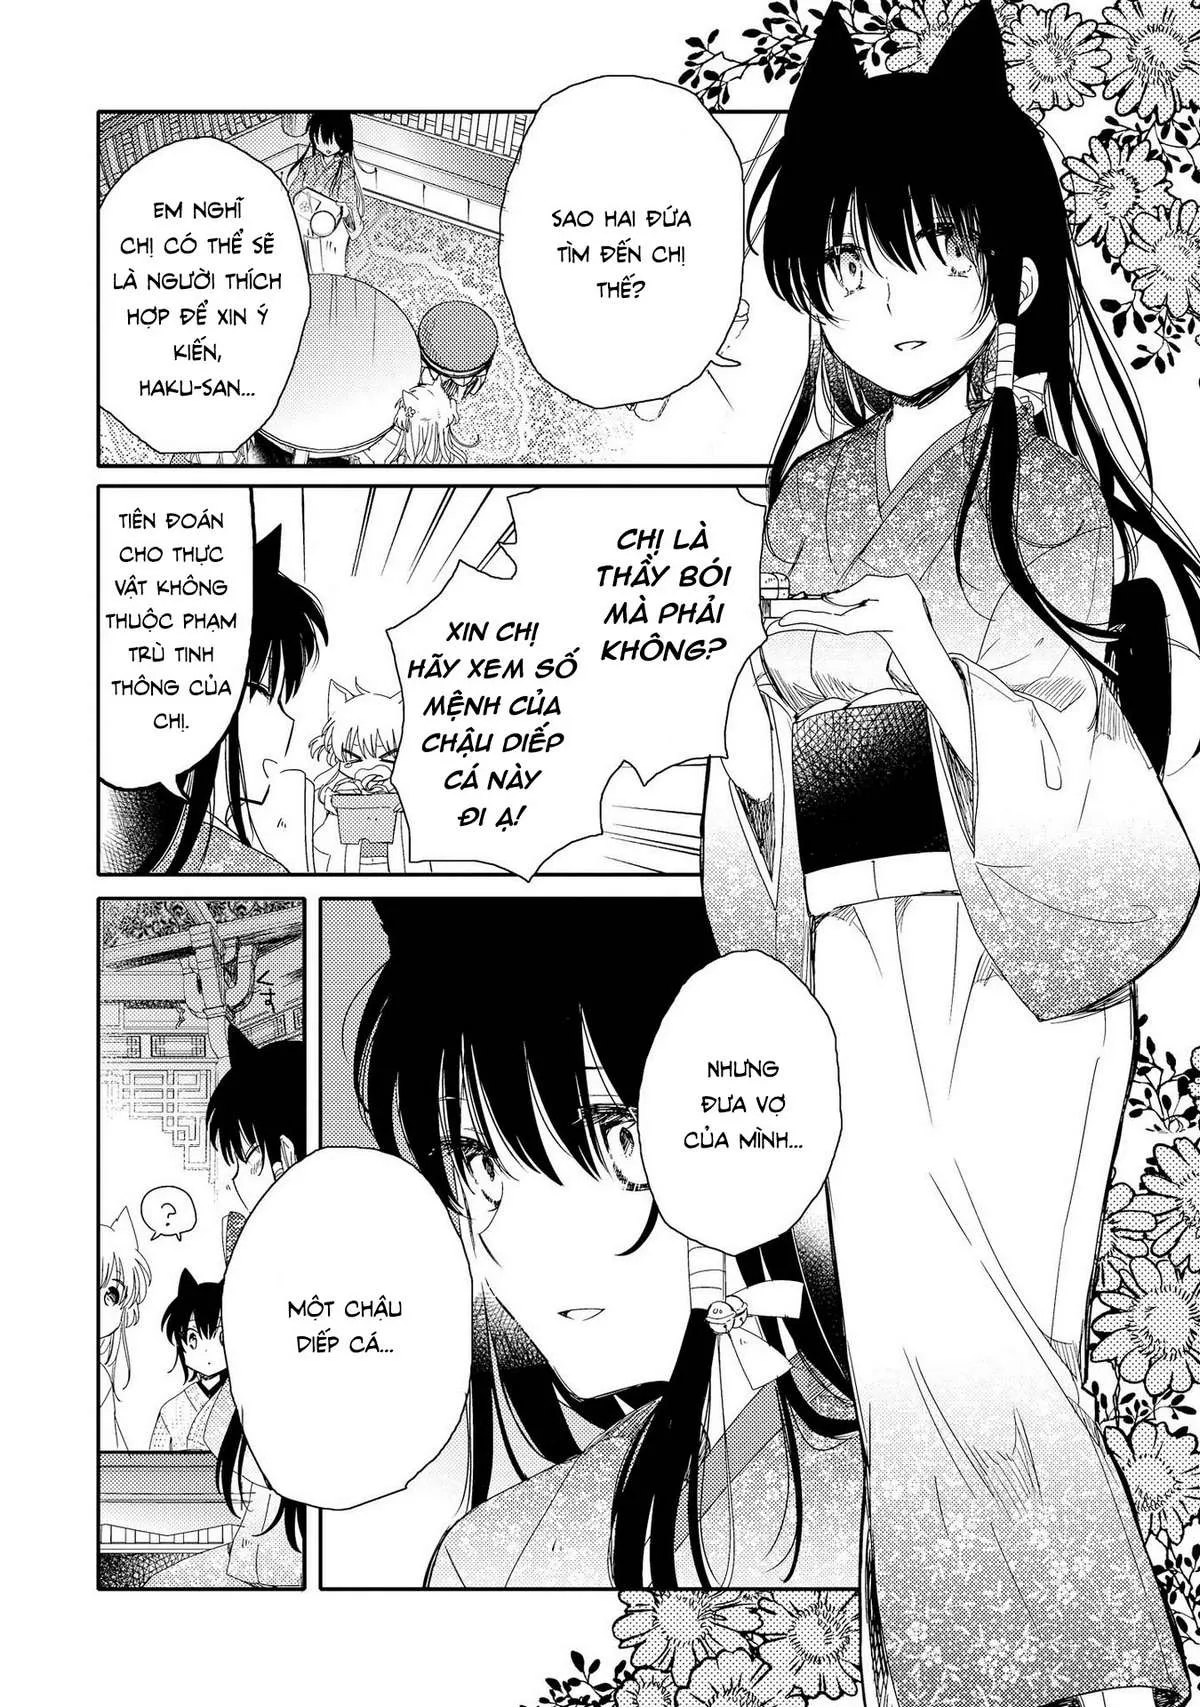 SAO HAI ĐỨA
TÌM ĐẾN CHỊ
THẾ?
EM NGHĨ
CHỊ CÓ THỂ SẼ
LÀ NGƯỜI THÍCH
HỢP ĐỂ XIN Ý
KIẾN,
HAKU-SAN...
CHỊ LÀ
THẦY BÓI
MÀ PHẢI
KHÔNG?
XIN CHỊ
HÃY XEM SỐ
MỆNH CỦA
CHẬU DIẾP
CÁ NÀY
ĐI Ạ!
TIÊN ĐOÁN
CHO THỰC
VẬT KHÔNG
THUỘC PHẠM
TRÙ TINH
THÔNG CỦA
CHỊ.
NHƯNG
ĐƯA VỢ
CỦA MÌNH...
MỘT CHẬU
DIẾP CÁ...
くす
?